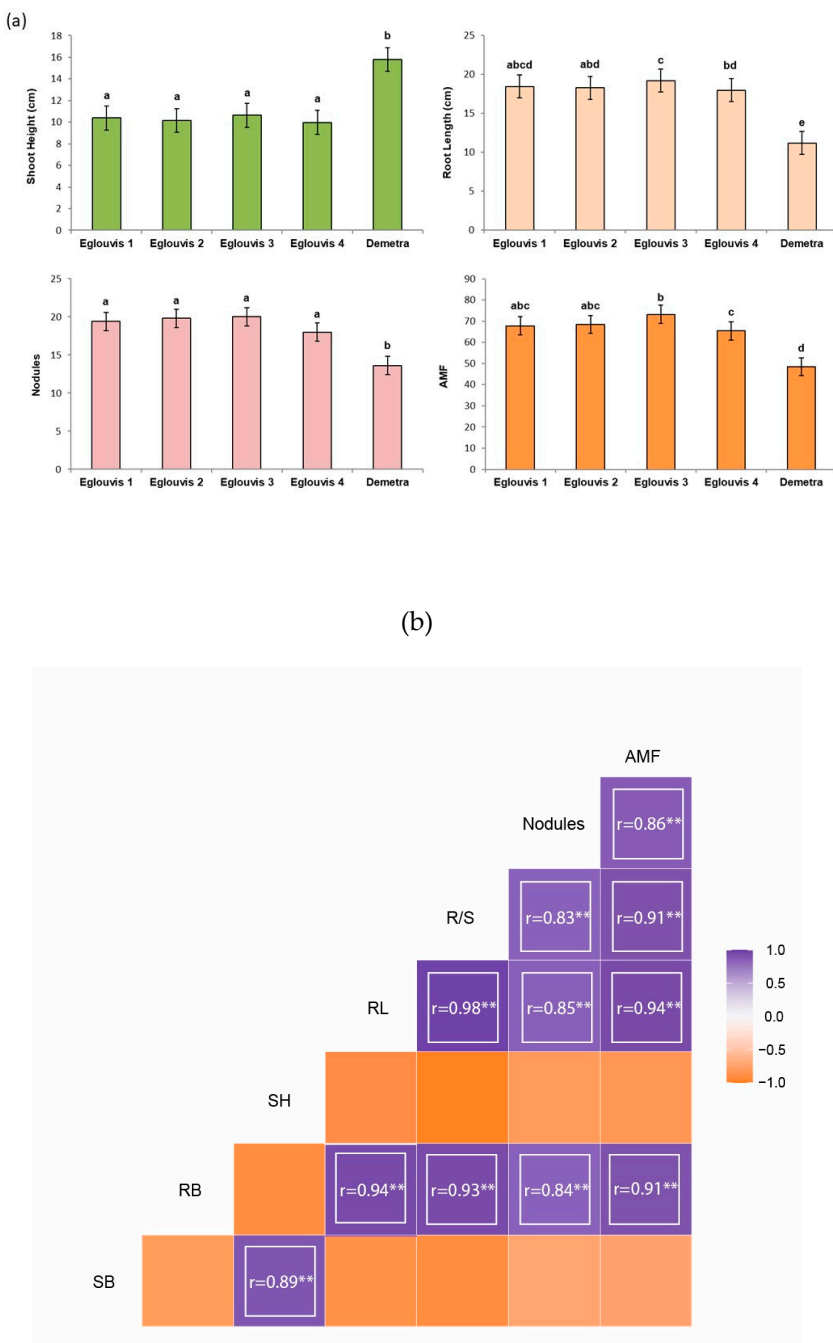 (a)
18
16
14
12
10
8
6
4
2
0
Shoot Height (cm)
a
a
a
a
b
Eglouvis 1 Eglouvis 2 Eglouvis 3 Eglouvis 4 Demetra
25
20
15
10
5
0
Root Length (cm)
abcd
abd
c
bd
e
Eglouvis 1 Eglouvis 2 Eglouvis 3 Eglouvis 4 Demetra
25
20
15
10
5
0
Nodules
a
a
a
a
b
Eglouvis 1 Eglouvis 2 Eglouvis 3 Eglouvis 4 Demetra
90
80
70
60
50
40
30
20
10
0
AMF
abc
abc
b
c
d
Eglouvis 1 Eglouvis 2 Eglouvis 3 Eglouvis 4 Demetra
(b)
AMF
Nodules r=0.86**
R/S r=0.83** r=0.91**
RL r=0.98** r=0.85** r=0.94**
SH
RB r=0.94** r=0.93** r=0.84** r=0.91**
SB r=0.89**
1.0
0.0
−0.5
−1.0